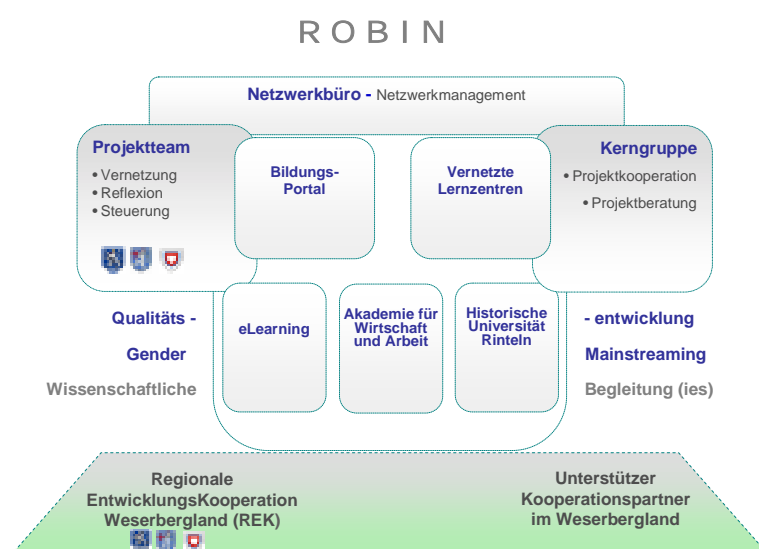 R O B I N
Netzwerkbüro - Netzwerkmanagement
Projektteam
• Vernetzung
• Reflexion
• Steuerung
Bildungs-
Portal
Vernetzte
Lernzentren
Kerngruppe
• Projektkooperation
• Projektberatung
eLearning
Akademie für
Wirtschaft
und Arbeit
Historische
Universität
Rinteln
Qualitäts - - entwicklung
Gender Mainstreaming
Wissenschaftliche Begleitung (ies)
Regionale
EntwicklungsKooperation
Weserbergland (REK)
Unterstützer
Kooperationspartner
im Weserbergland